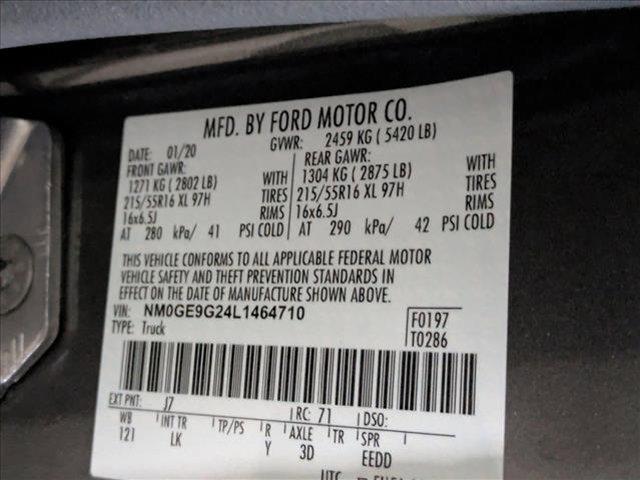 MFD. BY FORD MOTOR CO.
DATE: 01/20 GVWR: 2459 KG ( 5420 LB)
FRONT GAWR: REAR GAWR:
1271 KG ( 2802 LB) WITH 1304 KG ( 2875 LB) WITH
215/55R16 XL 97H TIRES 215/55R16 XL 97H TIRES
16x6.5J RIMS 16x6.5J RIMS
AT 280 kPa/ 41 PSI COLD AT 290 kPa/ 42 PSI COLD
THIS VEHICLE CONFORMS TO ALL APPLICABLE FEDERAL MOTOR
VEHICLE SAFETY AND THEFT PREVENTION STANDARDS IN
EFFECT ON THE DATE OF MANUFACTURE SHOWN ABOVE.
VIN: NM0GE9G24L1464710 F0197
TYPE: Truck T0286
EXT PNT: J7 RC: 71 DSO:
WB INT TR TP/PS R AXLE TR SPR
121 LK Y 3D EEDD
UTC